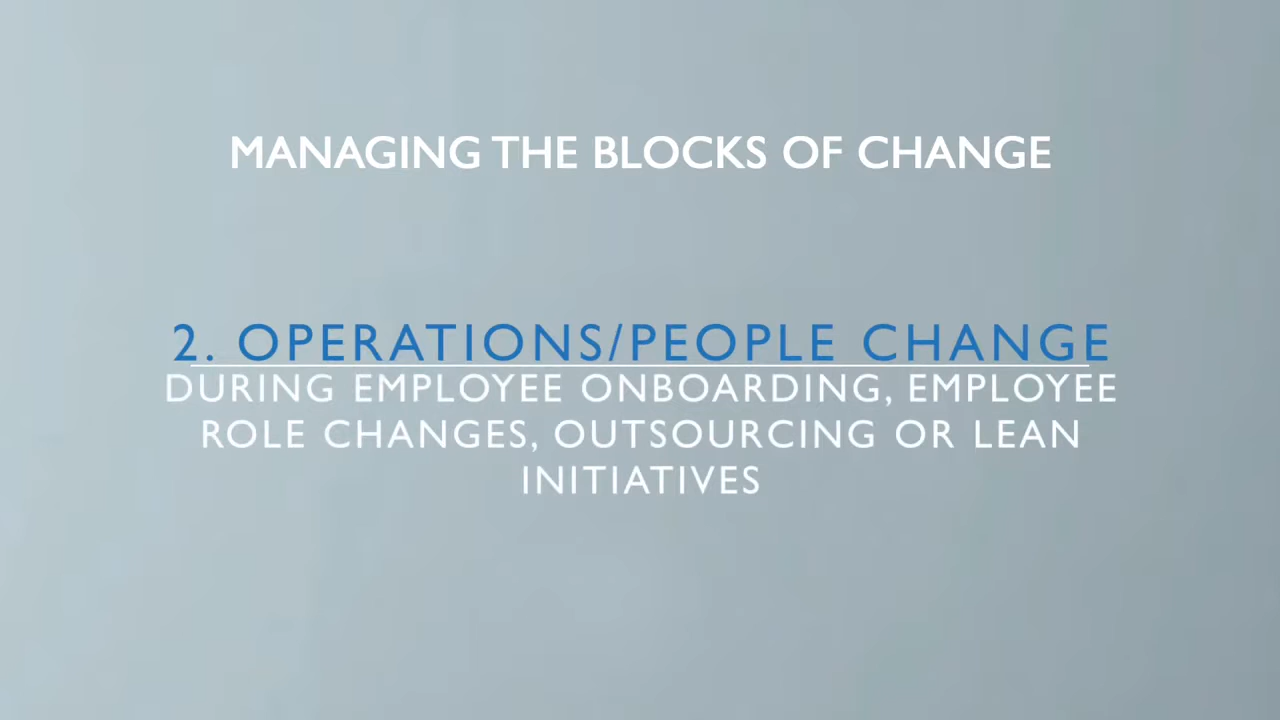 MANAGING THE BLOCKS OF CHANGE
2. OPERATIONS/PEOPLE CHANGE
DURING EMPLOYEE ONBOARDING, EMPLOYEE
ROLE CHANGES, OUTSOURCING OR LEAN
INITIATIVES